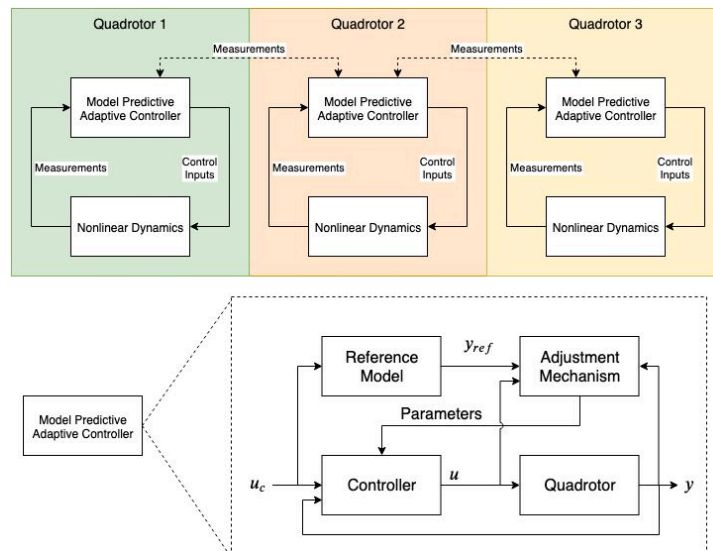 Quadrotor 1
Quadrotor 2
Quadrotor 3
Measurements
Measurements
Model Predictive
Adaptive Controller
Model Predictive
Adaptive Controller
Model Predictive
Adaptive Controller
Measurements
Control
Inputs
Measurements
Control
Inputs
Measurements
Control
Inputs
Nonlinear Dynamics
Nonlinear Dynamics
Nonlinear Dynamics
Reference
Model
y_ref
Adjustment
Mechanism
Model Predictive
Adaptive Controller
Parameters
u_c
Controller
u
Quadrotor
y